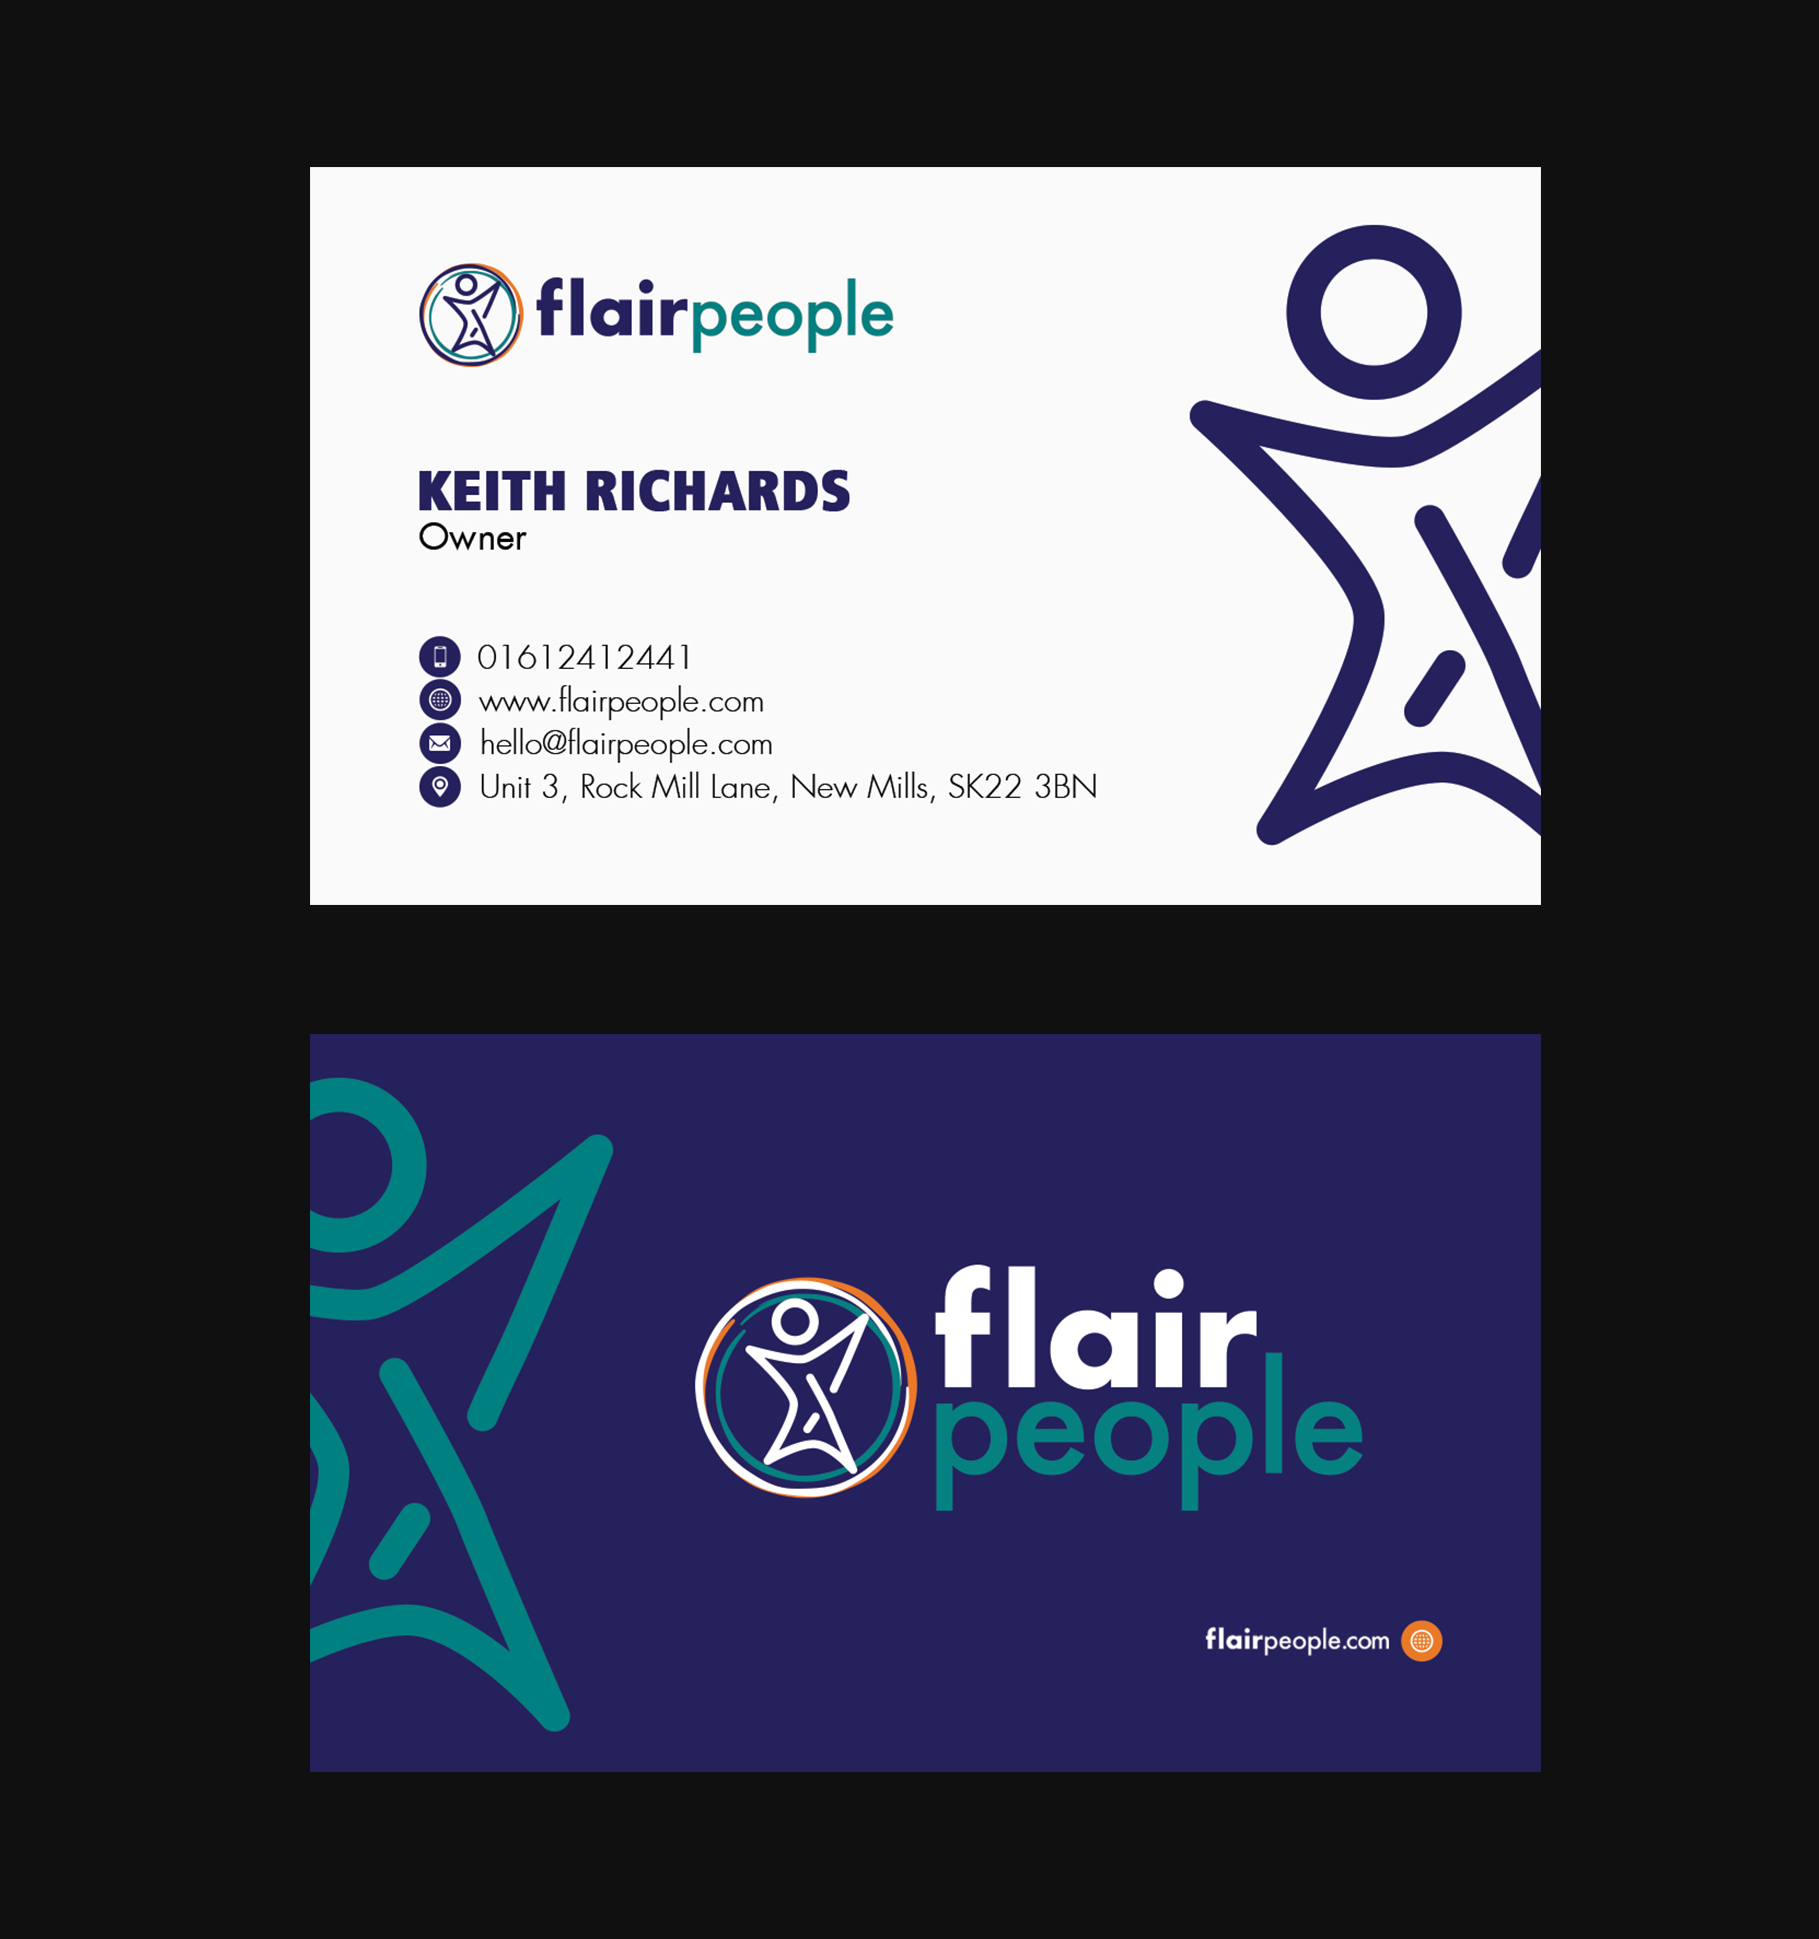 flairpeople
KEITH RICHARDS
Owner
01612412441
www.flairpeople.com
hello@flairpeople.com
Unit 3, Rock Mill Lane, New Mills, SK22 3BN
flair
people
flairpeople.com